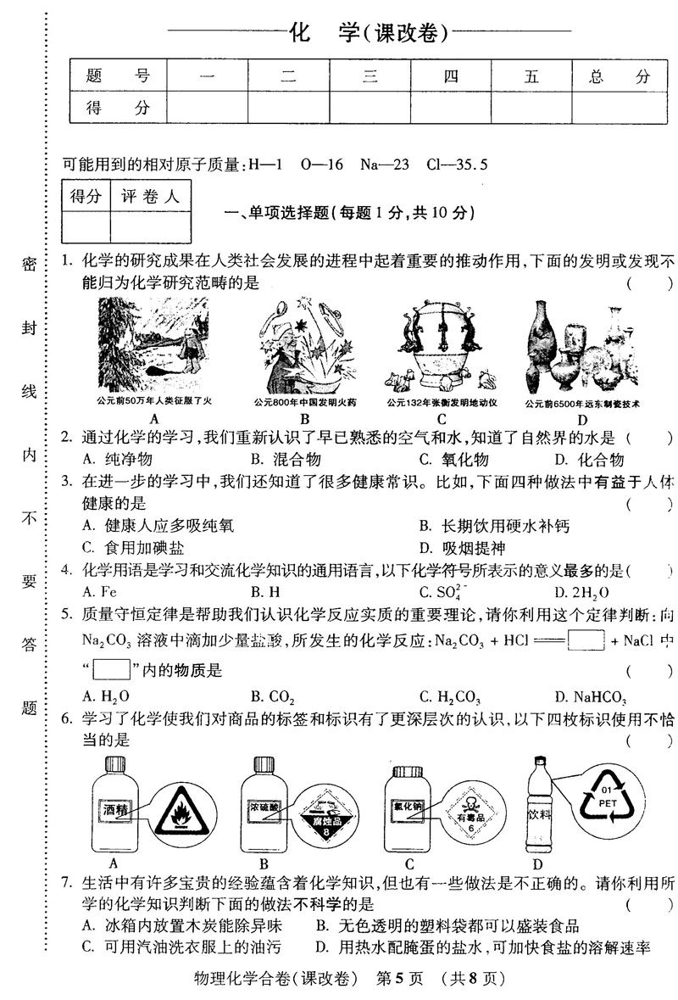 化 学(课改卷)
题 号 一 二 三 四 五 总 分
得 分
可能用到的相对原子质量:H—1 O—16 Na—23 Cl—35.5
得分 评卷人
一、单项选择题(每题1分,共10分)
1. 化学的研究成果在人类社会发展的进程中起着重要的推动作用,下面的发明或发现不
能归为化学研究范畴的是 ( )
公元前50万年人类征服了火 公元800年中国发明火药 公元132年张衡发明地动仪 公元前6500年远东制瓷技术
A B C D
2. 通过化学的学习,我们重新认识了早已熟悉的空气和水,知道了自然界的水是 ( )
A. 纯净物 B. 混合物 C. 氧化物 D. 化合物
3. 在进一步的学习中,我们还知道了很多健康常识。比如,下面四种做法中有益于人体
健康的是 ( )
A. 健康人应多吸纯氧 B. 长期饮用硬水补钙
C. 食用加碘盐 D. 吸烟提神
4. 化学用语是学习和交流化学知识的通用语言,以下化学符号所表示的意义最多的是( )
A. Fe B. H C. SO₄²⁻ D. 2H₂O
5. 质量守恒定律是帮助我们认识化学反应实质的重要理论,请你利用这个定律判断:向
Na₂CO₃ 溶液中滴加少量盐酸,所发生的化学反应:Na₂CO₃ + HCl ══ □ + NaCl 中
“□”内的物质是 ( )
A. H₂O B. CO₂ C. H₂CO₃ D. NaHCO₃
6. 学习了化学使我们对商品的标签和标识有了更深层次的认识,以下四枚标识使用不恰
当的是 ( )
酒精 浓硫酸 腐蚀品 8 氯化钠 有毒品 6 饮料 01 PET
A B C D
7. 生活中有许多宝贵的经验蕴含着化学知识,但也有一些做法是不正确的。请你利用所
学的化学知识判断下面的做法不科学的是 ( )
A. 冰箱内放置木炭能除异味 B. 无色透明的塑料袋都可以盛装食品
C. 可用汽油洗衣服上的油污 D. 用热水配腌蛋的盐水,可加快食盐的溶解速率
物理化学合卷(课改卷) 第5页 (共8页)
密
封
线
内
不
要
答
题